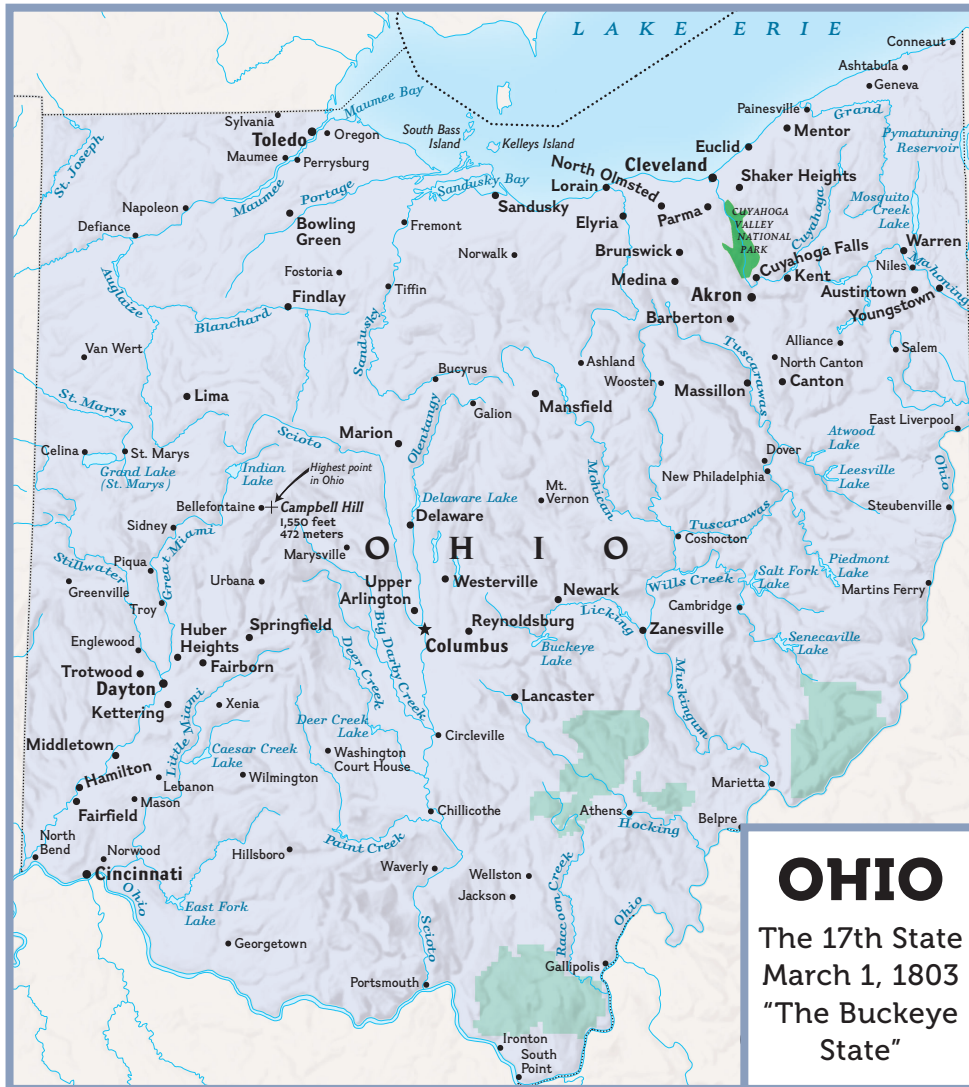 LAKE ERIE
Conneaut
Ashtabula
Geneva
Maumee Bay
Painesville
Grand
Sylvania
Toledo
Oregon
South Bass
Island
Kelleys Island
Mentor
Pymatuning
Reservoir
St. Joseph
Maumee
Perrysburg
Euclid
Cleveland
Shaker Heights
North Olmsted
Sandusky Bay
Lorain
Portage
Maumee
Napoleon
Defiance
Bowling
Green
Fremont
Sandusky
Elyria
Parma
CUYAHOGA
VALLEY
NATIONAL
PARK
Cuyahoga
Mosquito
Creek
Lake
Norwalk
Brunswick
Warren
Mahoning
Auglaize
Fostoria
Tiffin
Medina
Cuyahoga Falls
Kent
Niles
Findlay
Akron
Austintown
Youngstown
Blanchard
Sandusky
Barberton
Tuscarawas
Alliance
Salem
Van Wert
Bucyrus
Ashland
North Canton
Wooster
Massillon
Canton
Lima
Galion
Mansfield
St. Marys
Olentangy
East Liverpool
Scioto
Marion
Celina
St. Marys
Grand Lake
(St. Marys)
Indian
Lake
Highest point
in Ohio
Mohican
Dover
New Philadelphia
Atwood
Lake
Leesville
Lake
Ohio
Bellefontaine
Campbell Hill
1,550 feet
472 meters
Delaware Lake
Mt.
Vernon
Steubenville
Sidney
Delaware
Tuscarawas
Coshocton
Great Miami
Marysville
OHIO
Piqua
Stillwater
Greenville
Urbana
Westerville
Wills Creek
Salt Fork
Lake
Piedmont
Lake
Martins Ferry
Troy
Upper
Arlington
Newark
Licking
Cambridge
Big Darby Creek
Springfield
Reynoldsburg
Zanesville
Englewood
Huber
Heights
Columbus
Buckeye
Lake
Senecaville
Lake
Trotwood
Fairborn
Deer Creek
Dayton
Muskingum
Kettering
Xenia
Lancaster
Little Miami
Deer Creek
Lake
Circleville
Middletown
Caesar Creek
Lake
Washington
Court House
Hamilton
Lebanon
Wilmington
Marietta
Fairfield
Mason
Chillicothe
Athens
Hocking
Belpre
North
Bend
Norwood
Hillsboro
Paint Creek
Cincinnati
Waverly
Wellston
Jackson
Raccoon Creek
Ohio
Ohio
East Fork
Lake
Georgetown
Scioto
Gallipolis
Portsmouth
Ironton
South
Point
OHIO
The 17th State
March 1, 1803
“The Buckeye
State”